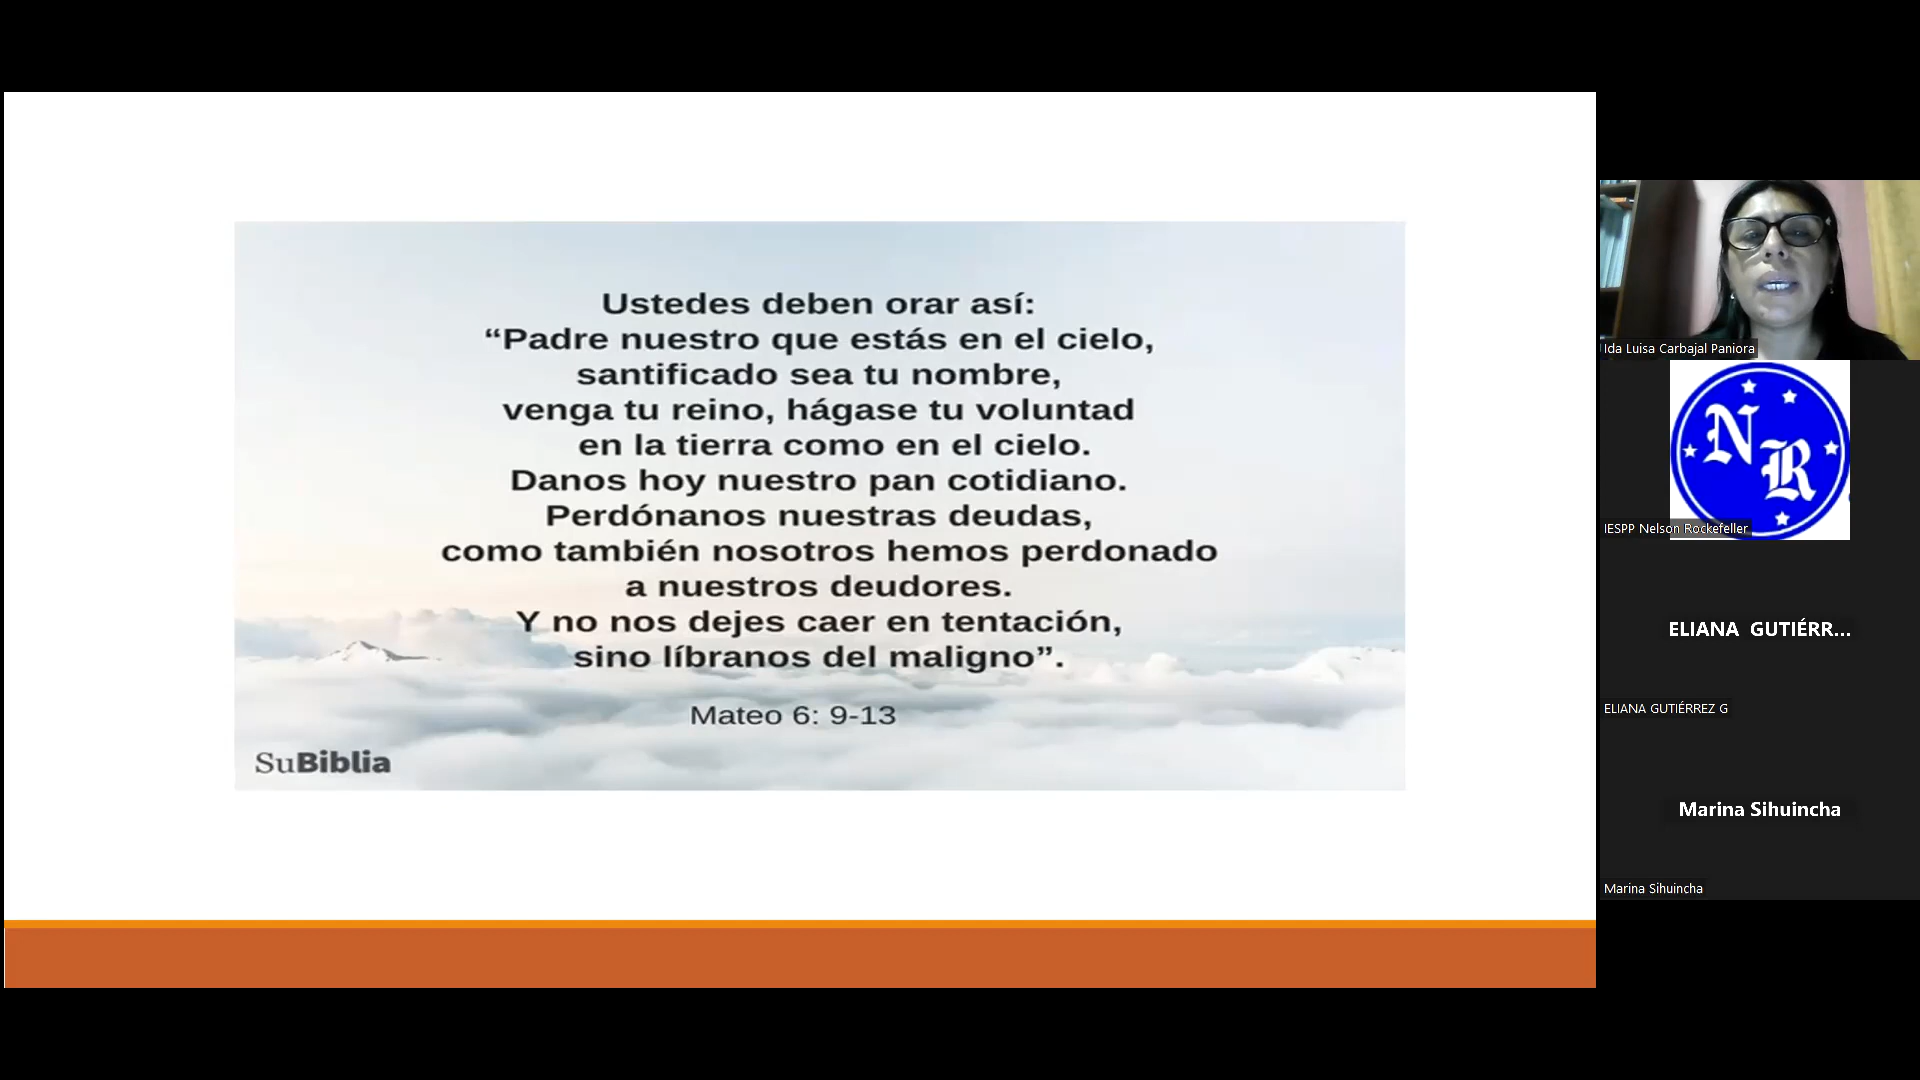 Ustedes deben orar así:
“Padre nuestro que estás en el cielo,
santificado sea tu nombre,
venga tu reino, hágase tu voluntad
en la tierra como en el cielo.
Danos hoy nuestro pan cotidiano.
Perdónanos nuestras deudas,
como también nosotros hemos perdonado
a nuestros deudores.
Y no nos dejes caer en tentación,
sino líbranos del maligno”.
Mateo 6: 9-13
SuBiblia
Ida Luisa Carbajal Paniora
N R
IESPP Nelson Rockefeller
ELIANA GUTIÉRR...
ELIANA GUTIÉRREZ G
Marina Sihuincha
Marina Sihuincha